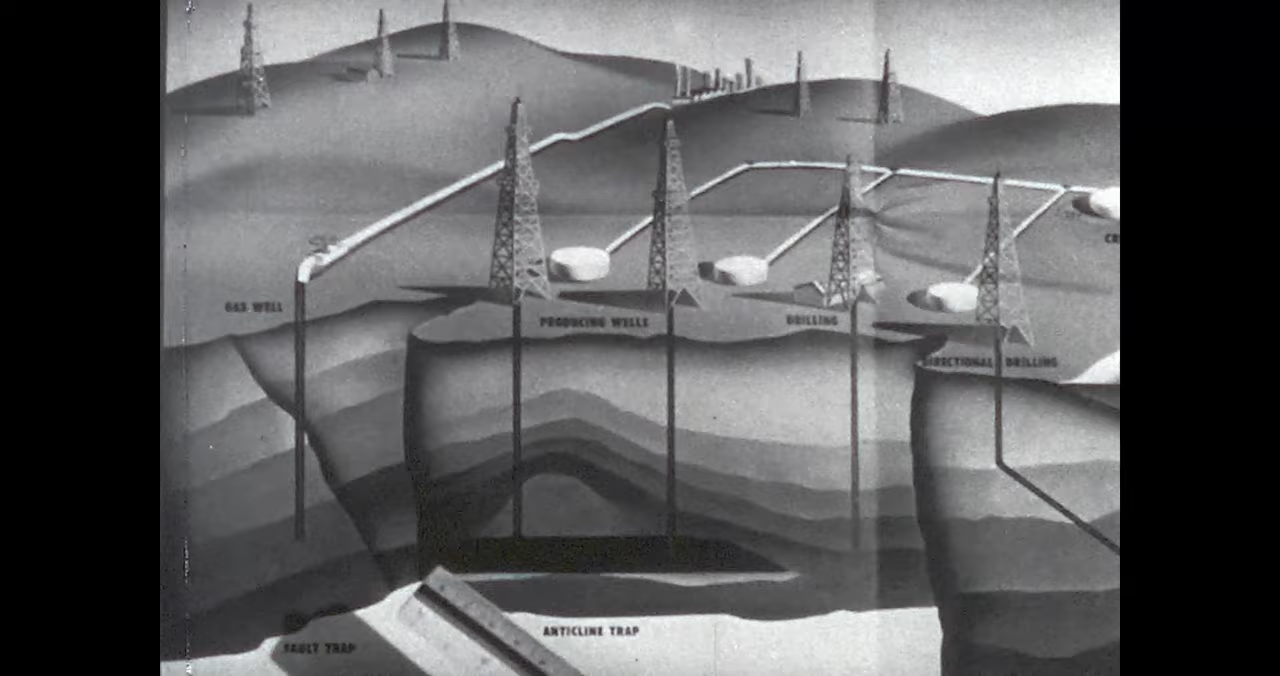 GAS WELL
PRODUCING WELLS
DRILLING
DIRECTIONAL DRILLING
FAULT TRAP
ANTICLINE TRAP